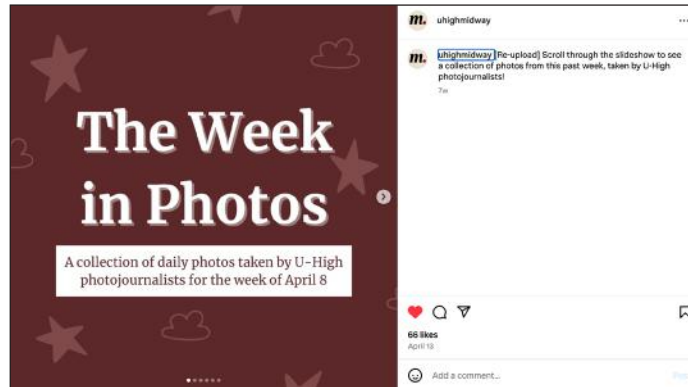 The Week
in Photos
A collection of daily photos taken by U-High
photojournalists for the week of April 8
m. uhighmidway
m. uhighmidway [Re-upload] Scroll through the slideshow to see
a collection of photos from this past week, taken by U-High
photojournalists!
7w
66 likes
April 13
Add a comment...
Post